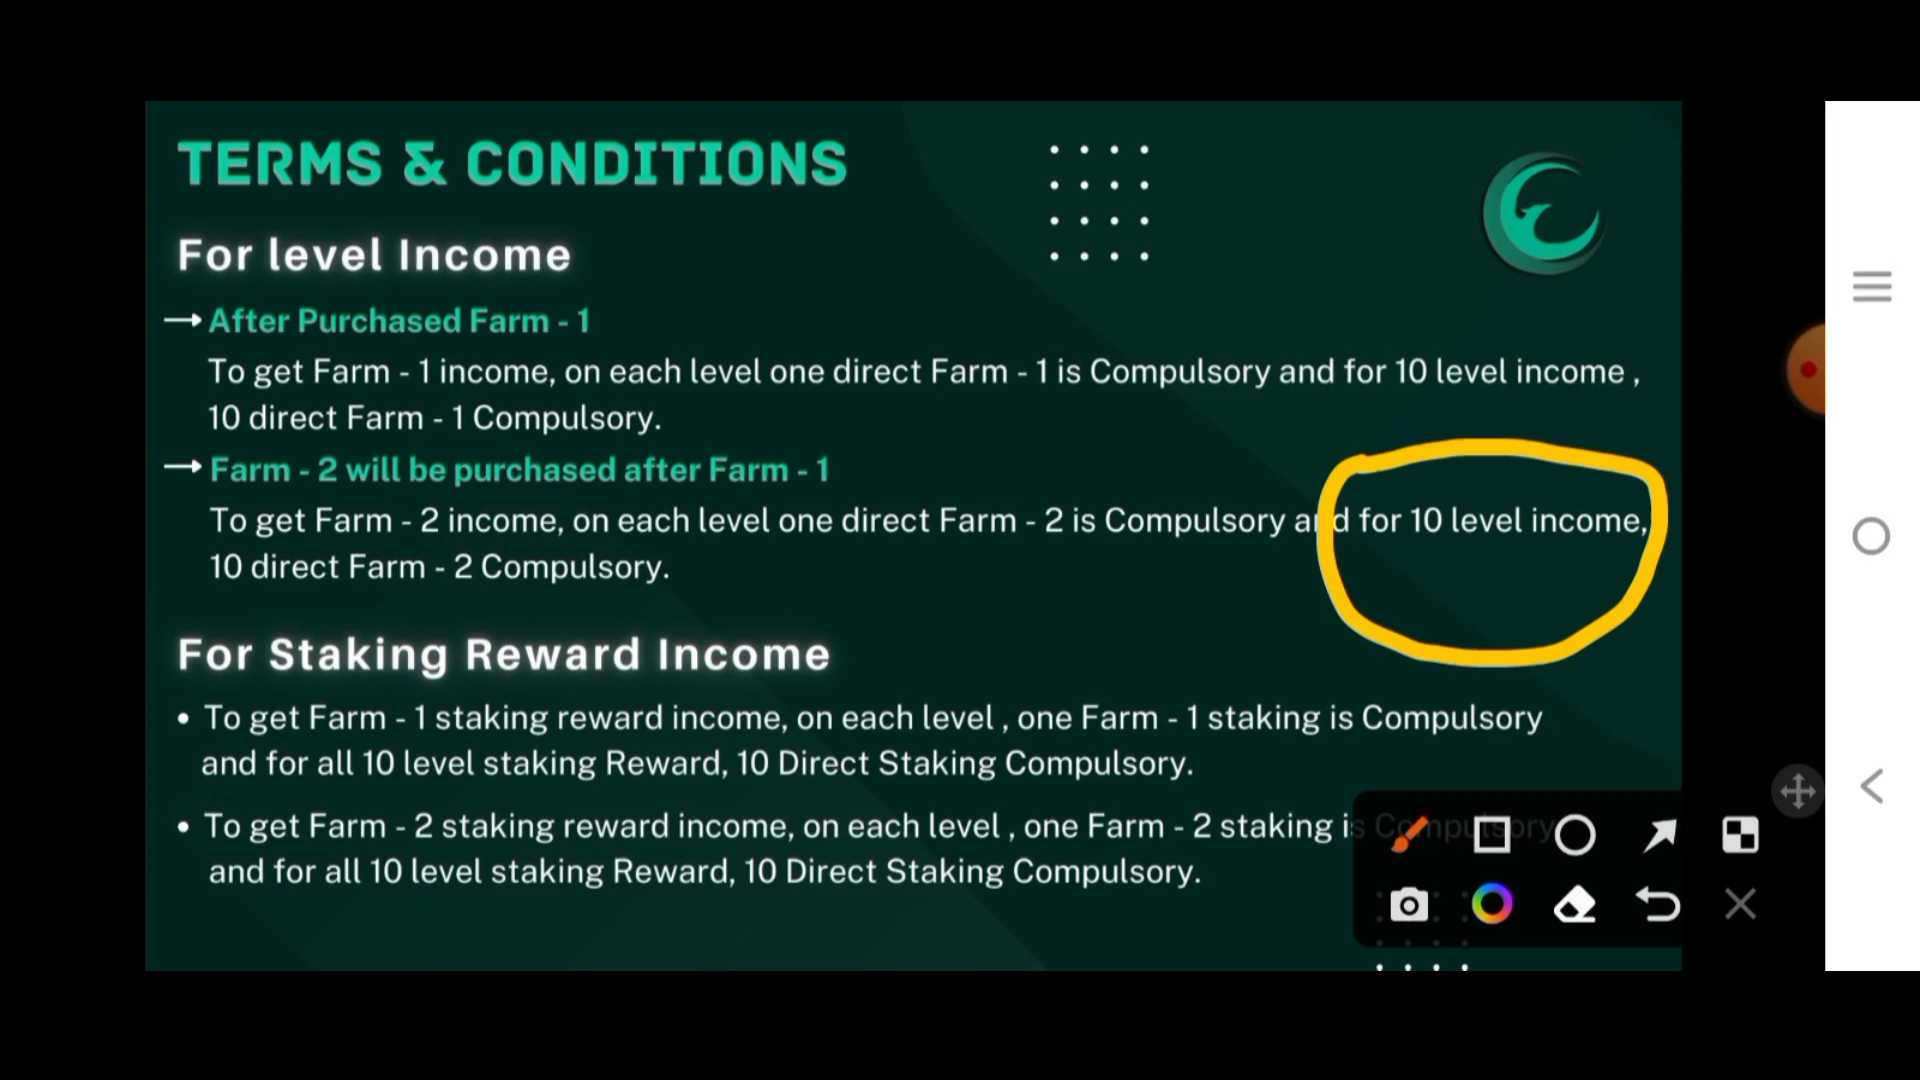 TERMS & CONDITIONS
For level Income
After Purchased Farm - 1
To get Farm - 1 income, on each level one direct Farm - 1 is Compulsory and for 10 level income ,
10 direct Farm - 1 Compulsory.
Farm - 2 will be purchased after Farm - 1
To get Farm - 2 income, on each level one direct Farm - 2 is Compulsory and for 10 level income,
10 direct Farm - 2 Compulsory.
For Staking Reward Income
• To get Farm - 1 staking reward income, on each level , one Farm - 1 staking is Compulsory
and for all 10 level staking Reward, 10 Direct Staking Compulsory.
• To get Farm - 2 staking reward income, on each level , one Farm - 2 staking is Compulsory
and for all 10 level staking Reward, 10 Direct Staking Compulsory.